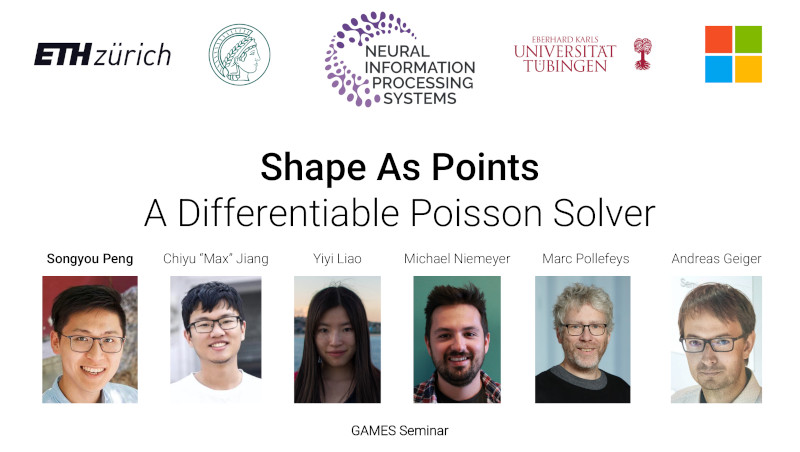 ETH zürich
NEURAL
INFORMATION
PROCESSING
SYSTEMS
EBERHARD KARLS
UNIVERSITÄT
TÜBINGEN
Shape As Points
A Differentiable Poisson Solver
Songyou Peng
Chiyu “Max” Jiang
Yiyi Liao
Michael Niemeyer
Marc Pollefeys
Andreas Geiger
GAMES Seminar